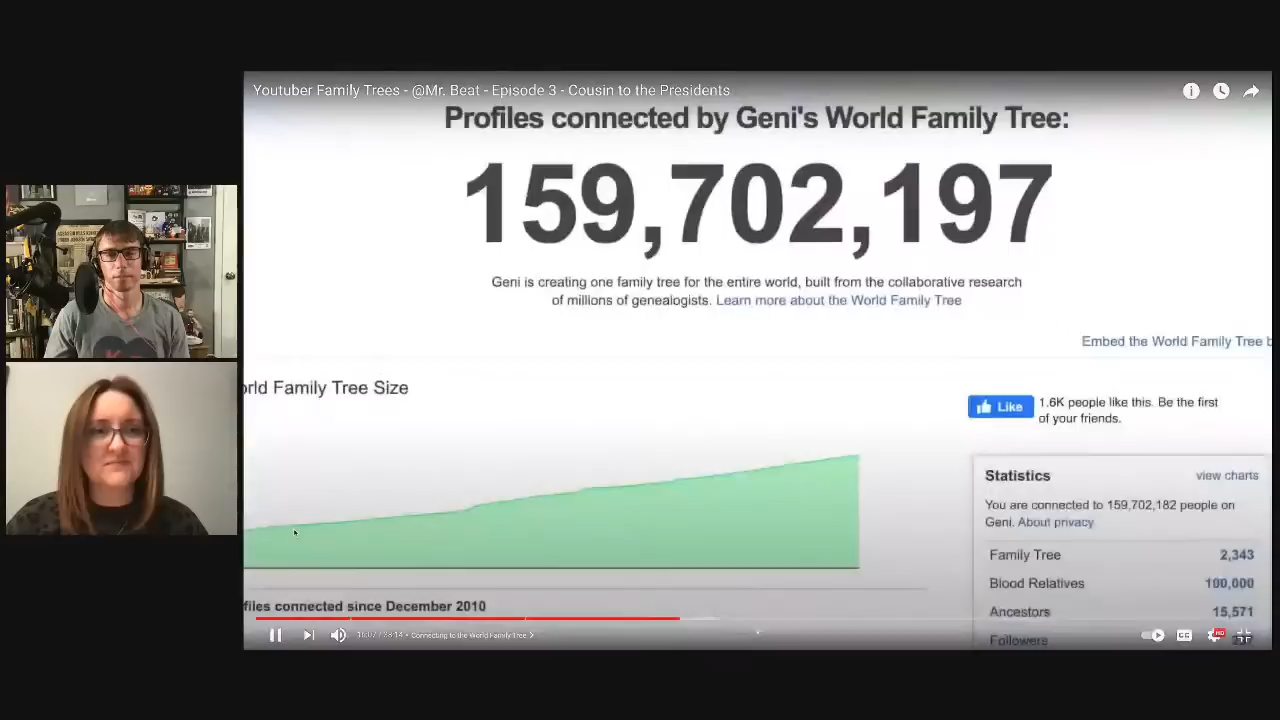 Youtuber Family Trees - @Mr. Beat - Episode 3 - Cousin to the Presidents
Profiles connected by Geni's World Family Tree:
159,702,197
Geni is creating one family tree for the entire world, built from the collaborative research
of millions of genealogists. Learn more about the World Family Tree
Embed the World Family Tree b
orld Family Tree Size
Like
1.6K people like this. Be the first
of your friends.
Statistics
view charts
You are connected to 159,702,182 people on
Geni. About privacy
Family Tree 2,343
Blood Relatives 100,000
Ancestors 15,571
Followers
files connected since December 2010
Connecting to the World Family Tree
CC
HD